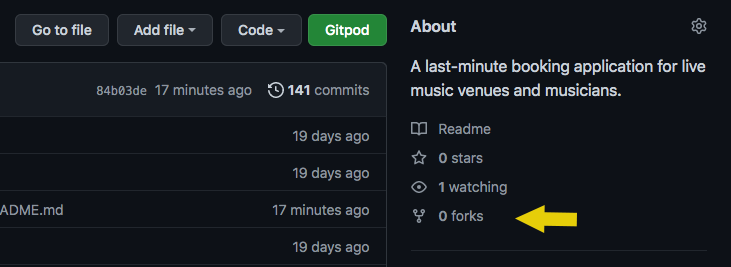 Go to file Add file Code Gitpod
84b03de 17 minutes ago 141 commits
19 days ago
19 days ago
ADME.md 17 minutes ago
19 days ago
About
A last-minute booking application for live
music venues and musicians.
Readme
0 stars
1 watching
0 forks